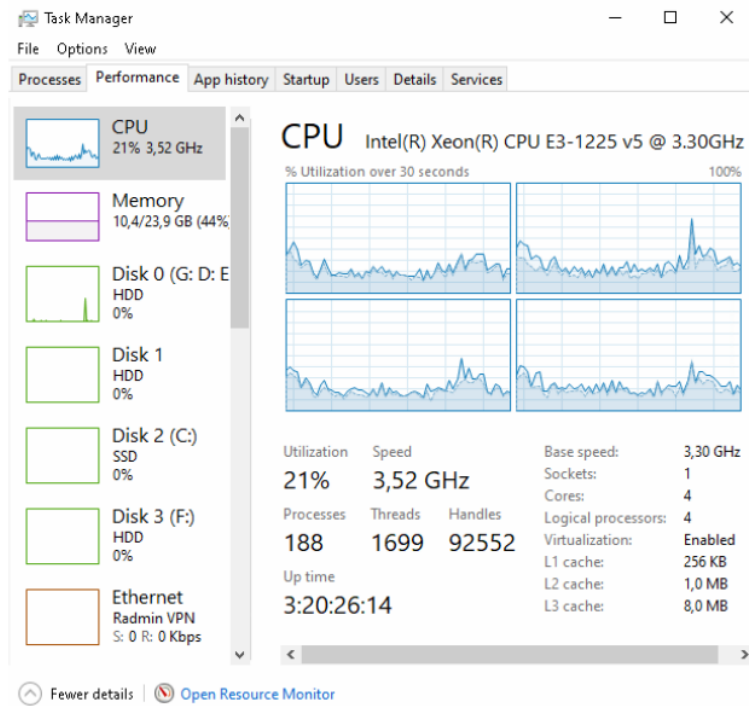 Task Manager
File Options View
Processes Performance App history Startup Users Details Services
CPU
21% 3,52 GHz
Memory
10,4/23,9 GB (44%)
Disk 0 (G: D: E
HDD
0%
Disk 1
HDD
0%
Disk 2 (C:)
SSD
0%
Disk 3 (F:)
HDD
0%
Ethernet
Radmin VPN
S: 0 R: 0 Kbps
CPU Intel(R) Xeon(R) CPU E3-1225 v5 @ 3.30GHz
% Utilization over 30 seconds 100%
Utilization Speed
21% 3,52 GHz
Processes Threads Handles
188 1699 92552
Up time
3:20:26:14
Base speed: 3,30 GHz
Sockets: 1
Cores: 4
Logical processors: 4
Virtualization: Enabled
L1 cache: 256 KB
L2 cache: 1,0 MB
L3 cache: 8,0 MB
Fewer details Open Resource Monitor